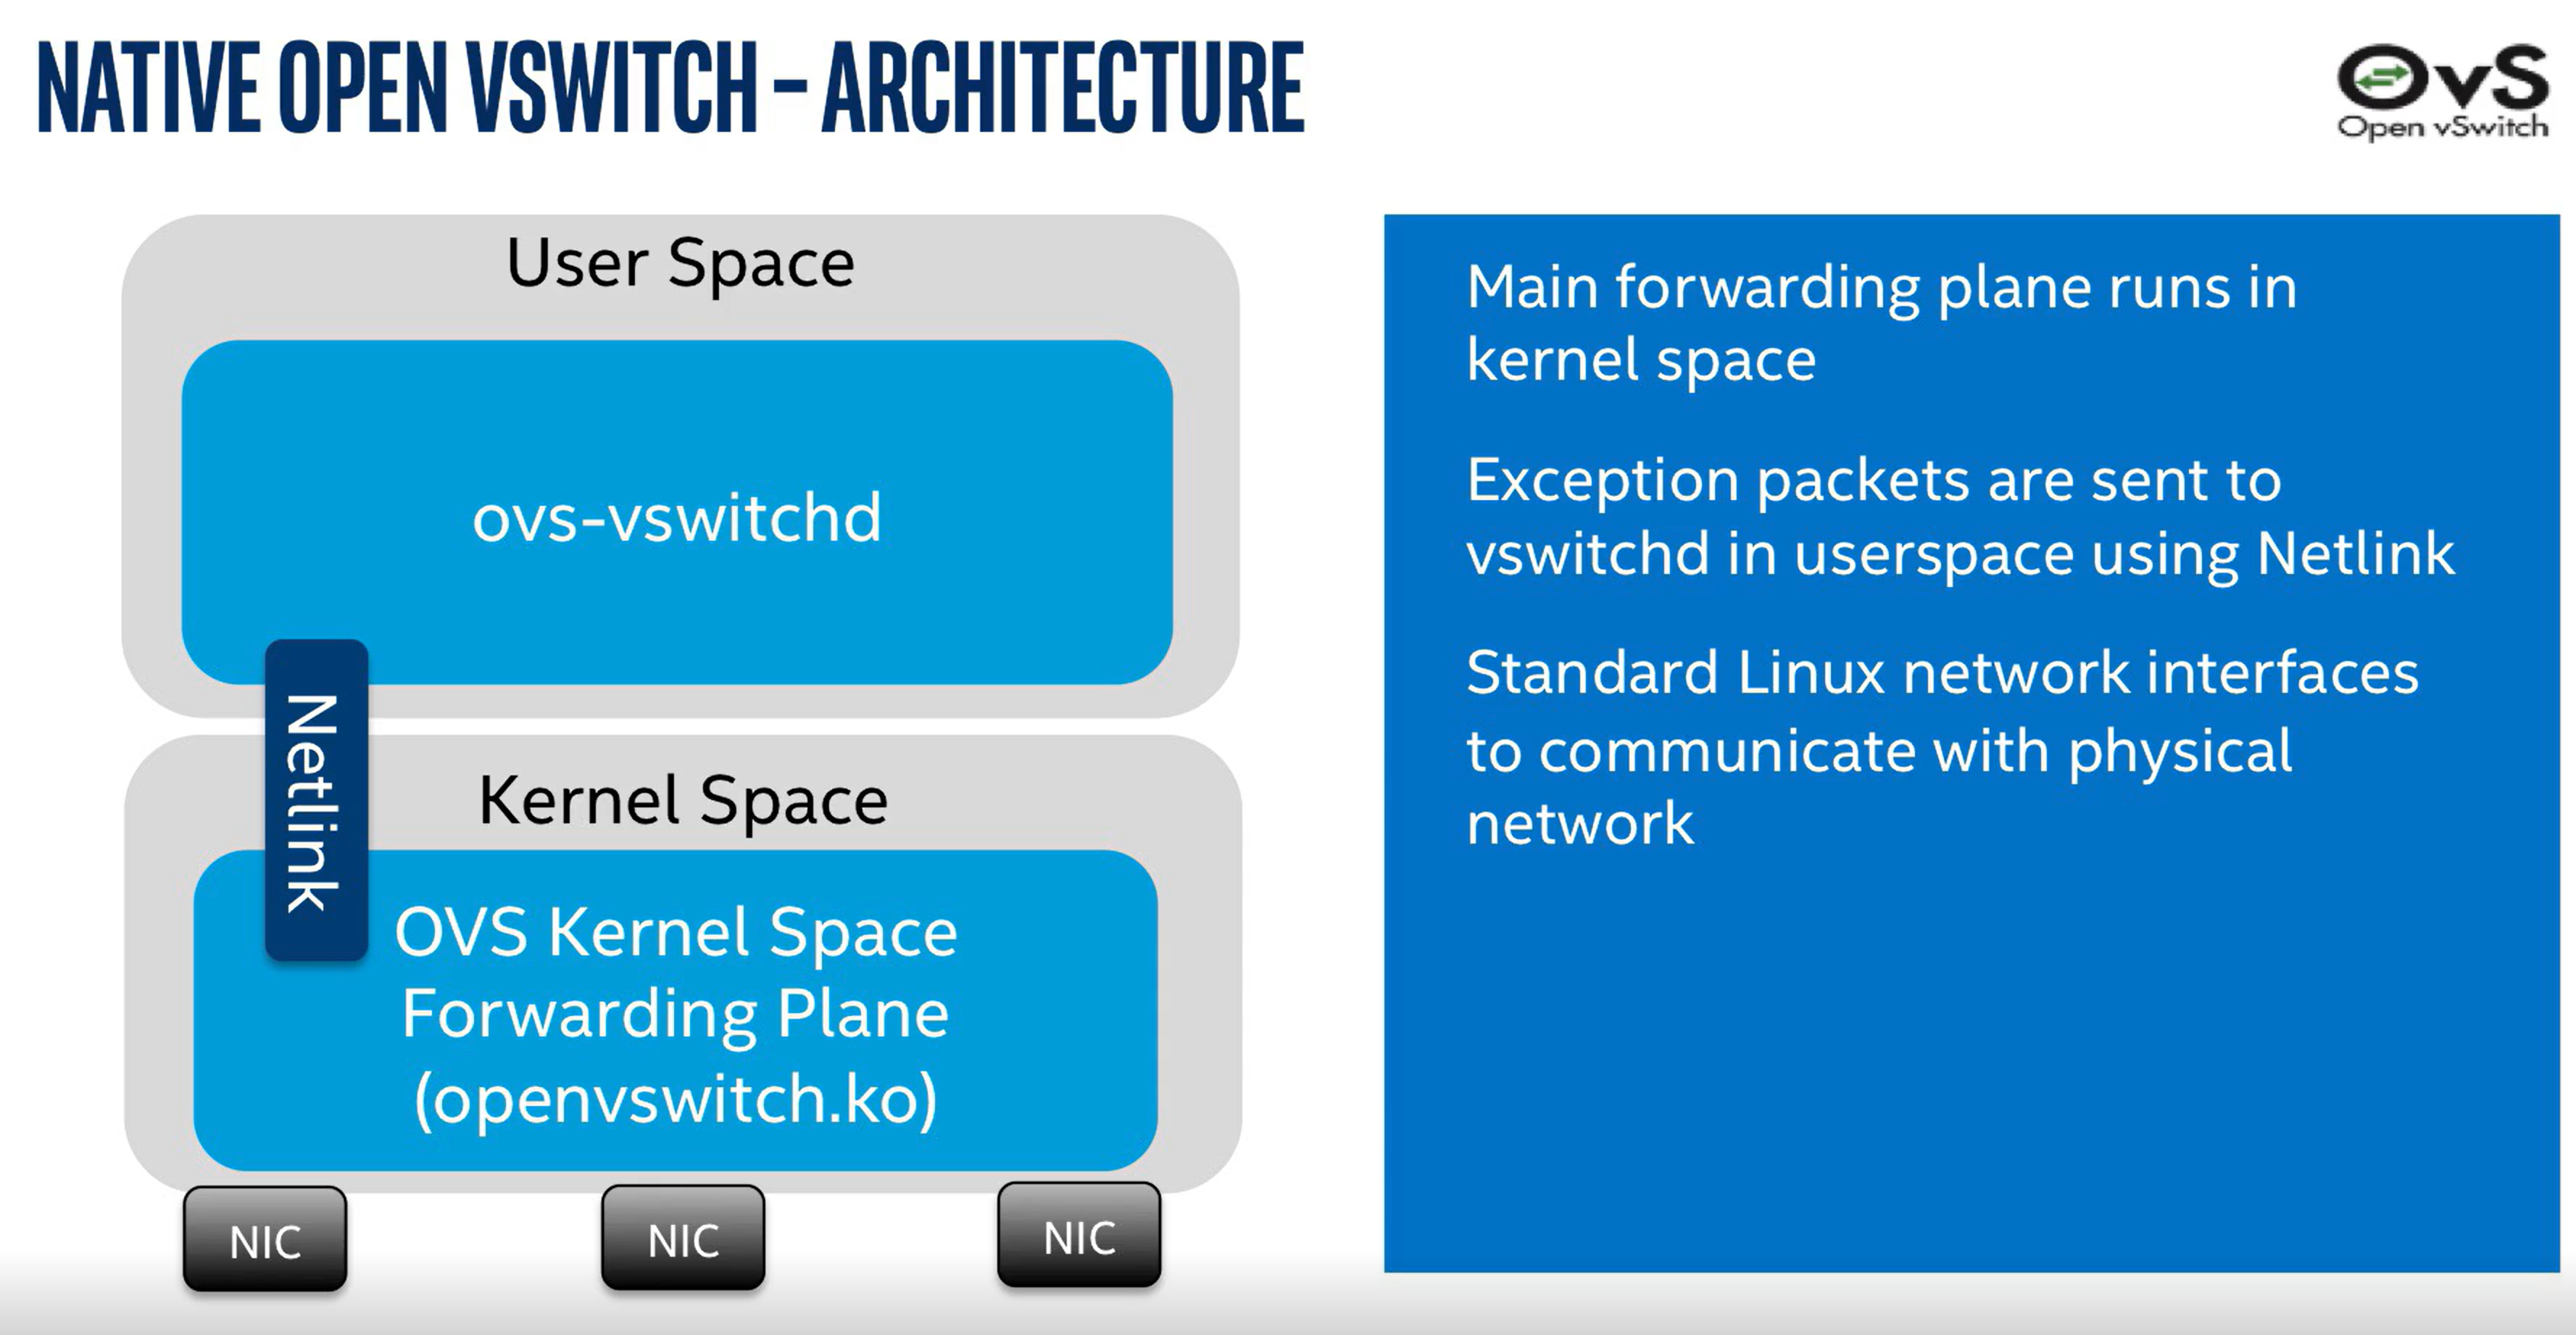 NATIVE OPEN VSWITCH – ARCHITECTURE
OvS
Open vSwitch
User Space
ovs-vswitchd
Netlink
Kernel Space
OVS Kernel Space
Forwarding Plane
(openvswitch.ko)
NIC
NIC
NIC
Main forwarding plane runs in
kernel space
Exception packets are sent to
vswitchd in userspace using Netlink
Standard Linux network interfaces
to communicate with physical
network